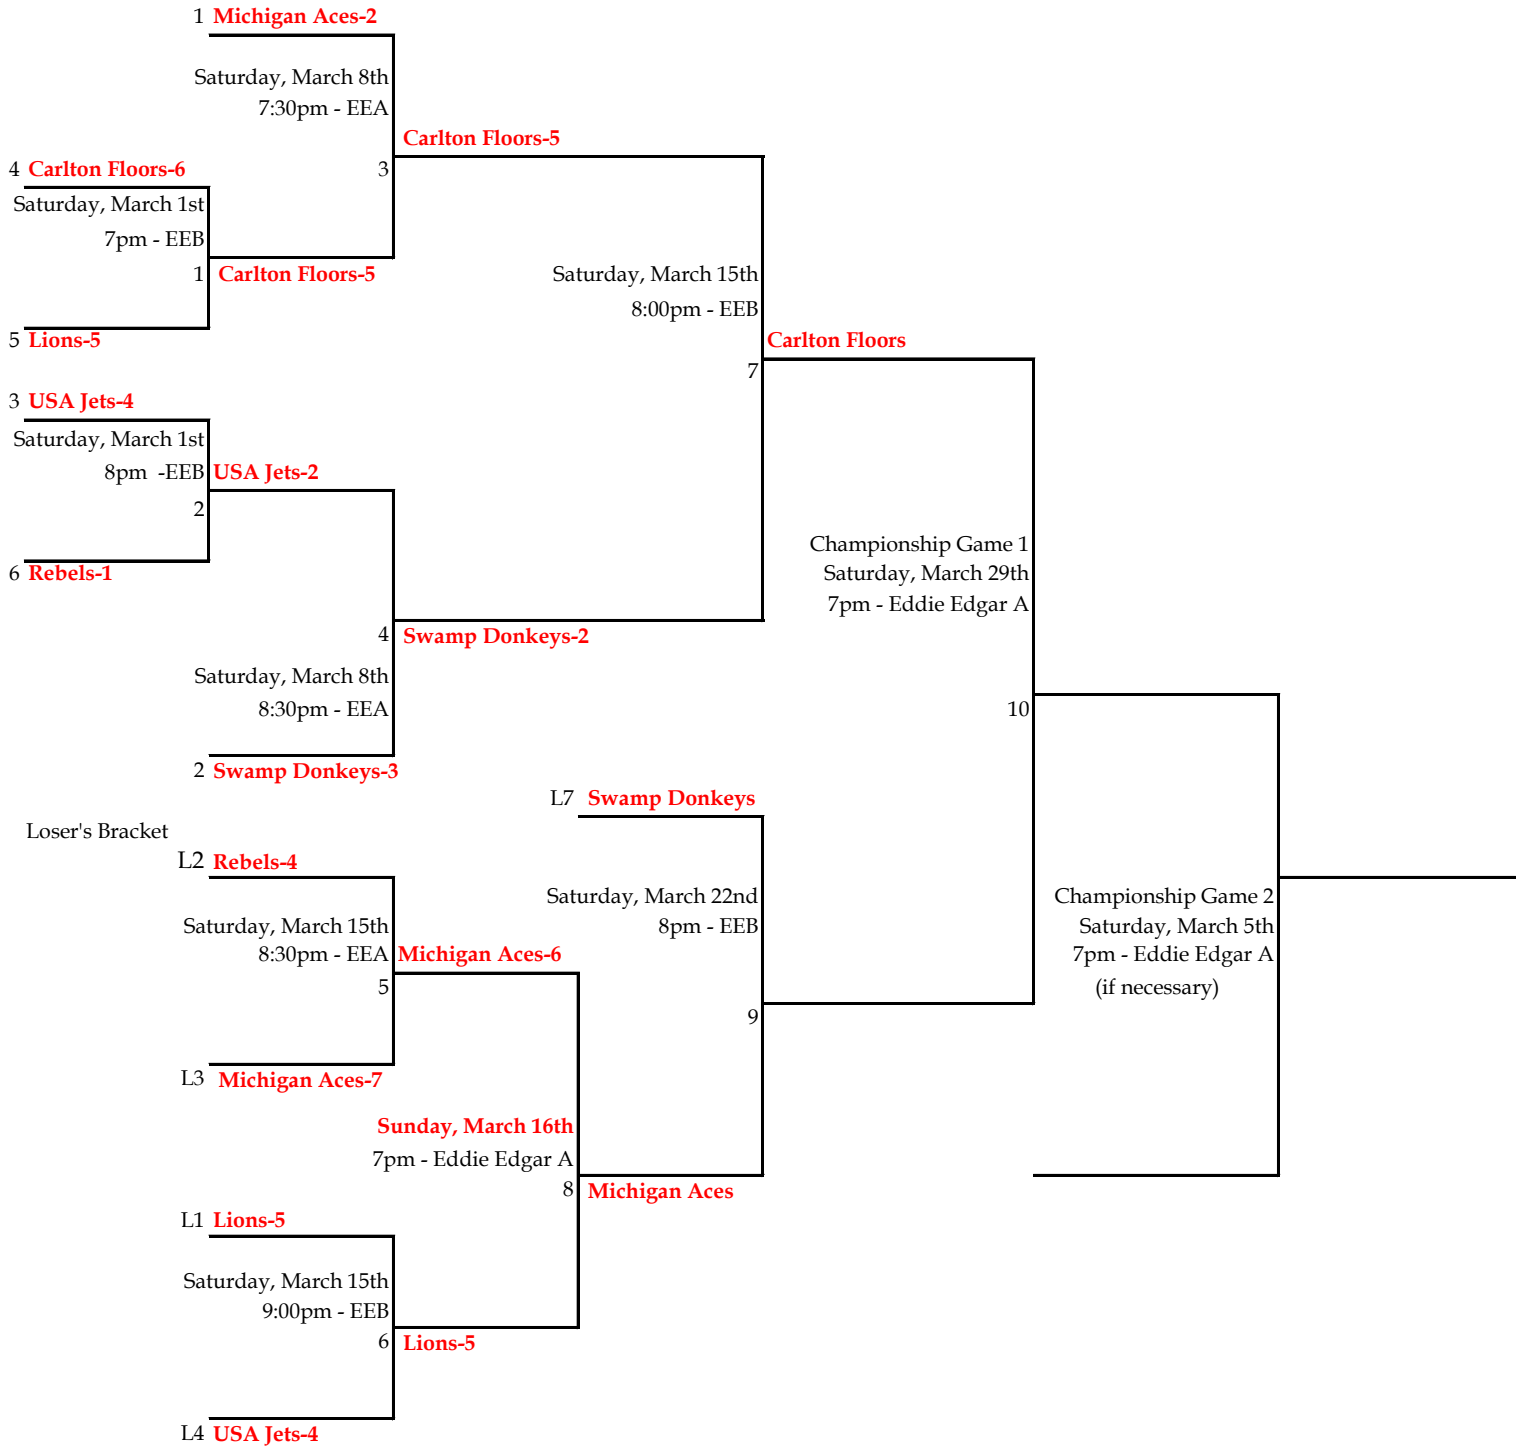 1 Michigan Aces-2
Saturday, March 8th
7:30pm - EEA
Carlton Floors-5
4 Carlton Floors-6
3
Saturday, March 1st
7pm - EEB
1 Carlton Floors-5
Saturday, March 15th
8:00pm - EEB
5 Lions-5
Carlton Floors
7
3 USA Jets-4
Saturday, March 1st
8pm  -EEB
USA Jets-2
2
6 Rebels-1
Championship Game 1
Saturday, March 29th
7pm - Eddie Edgar A
4 Swamp Donkeys-2
Saturday, March 8th
8:30pm - EEA
10
2 Swamp Donkeys-3
L7 Swamp Donkeys
Loser's Bracket
L2 Rebels-4
Saturday, March 22nd
8pm - EEB
Championship Game 2
Saturday, March 5th
7pm - Eddie Edgar A
(if necessary)
Saturday, March 15th
8:30pm - EEA
Michigan Aces-6
5
9
L3 Michigan Aces-7
Sunday, March 16th
7pm - Eddie Edgar A
8 Michigan Aces
L1 Lions-5
Saturday, March 15th
9:00pm - EEB
6 Lions-5
L4 USA Jets-4